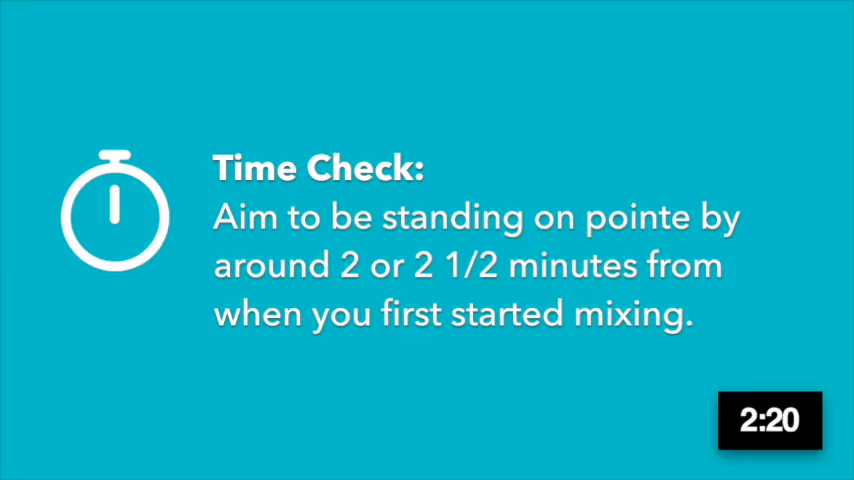 Time Check:
Aim to be standing on pointe by
around 2 or 2 1/2 minutes from
when you first started mixing.
2:20